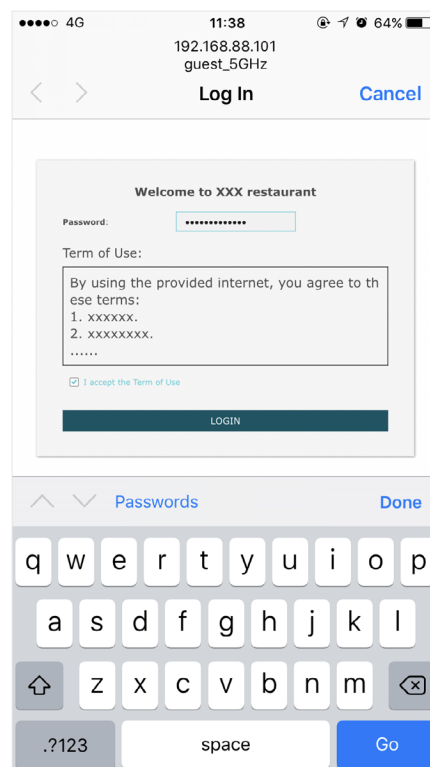 4G 11:38 64%
192.168.88.101
guest_5GHz
Log In Cancel
Welcome to XXX restaurant
Password: •••••••••••••
Term of Use:
By using the provided internet, you agree to th
ese terms:
1. xxxxxx.
2. xxxxxxxx.
......
I accept the Term of Use
LOGIN
Passwords Done
q w e r t y u i o p
a s d f g h j k l
z x c v b n m
.?123 space Go